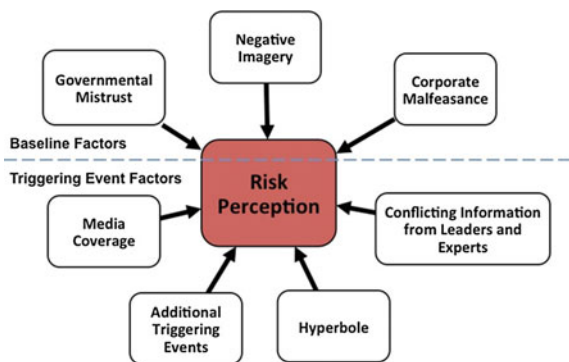 Negative
Imagery
Governmental
Mistrust
Corporate
Malfeasance
Baseline Factors
Triggering Event Factors
Risk
Perception
Media
Coverage
Conflicting Information
from Leaders and
Experts
Additional
Triggering
Events
Hyperbole